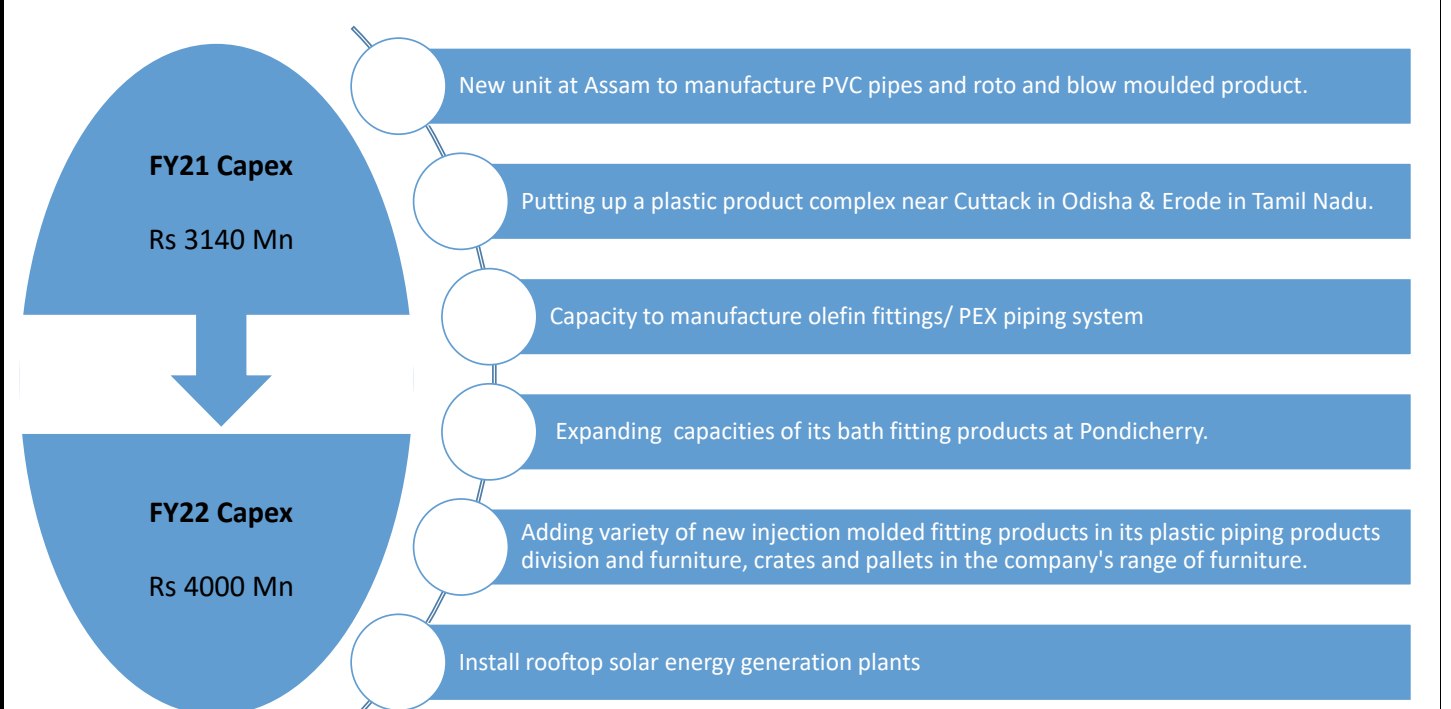 FY21 Capex
Rs 3140 Mn
FY22 Capex
Rs 4000 Mn
New unit at Assam to manufacture PVC pipes and roto and blow moulded product.
Putting up a plastic product complex near Cuttack in Odisha & Erode in Tamil Nadu.
Capacity to manufacture olefin fittings/ PEX piping system
Expanding capacities of its bath fitting products at Pondicherry.
Adding variety of new injection molded fitting products in its plastic piping products
division and furniture, crates and pallets in the company's range of furniture.
Install rooftop solar energy generation plants